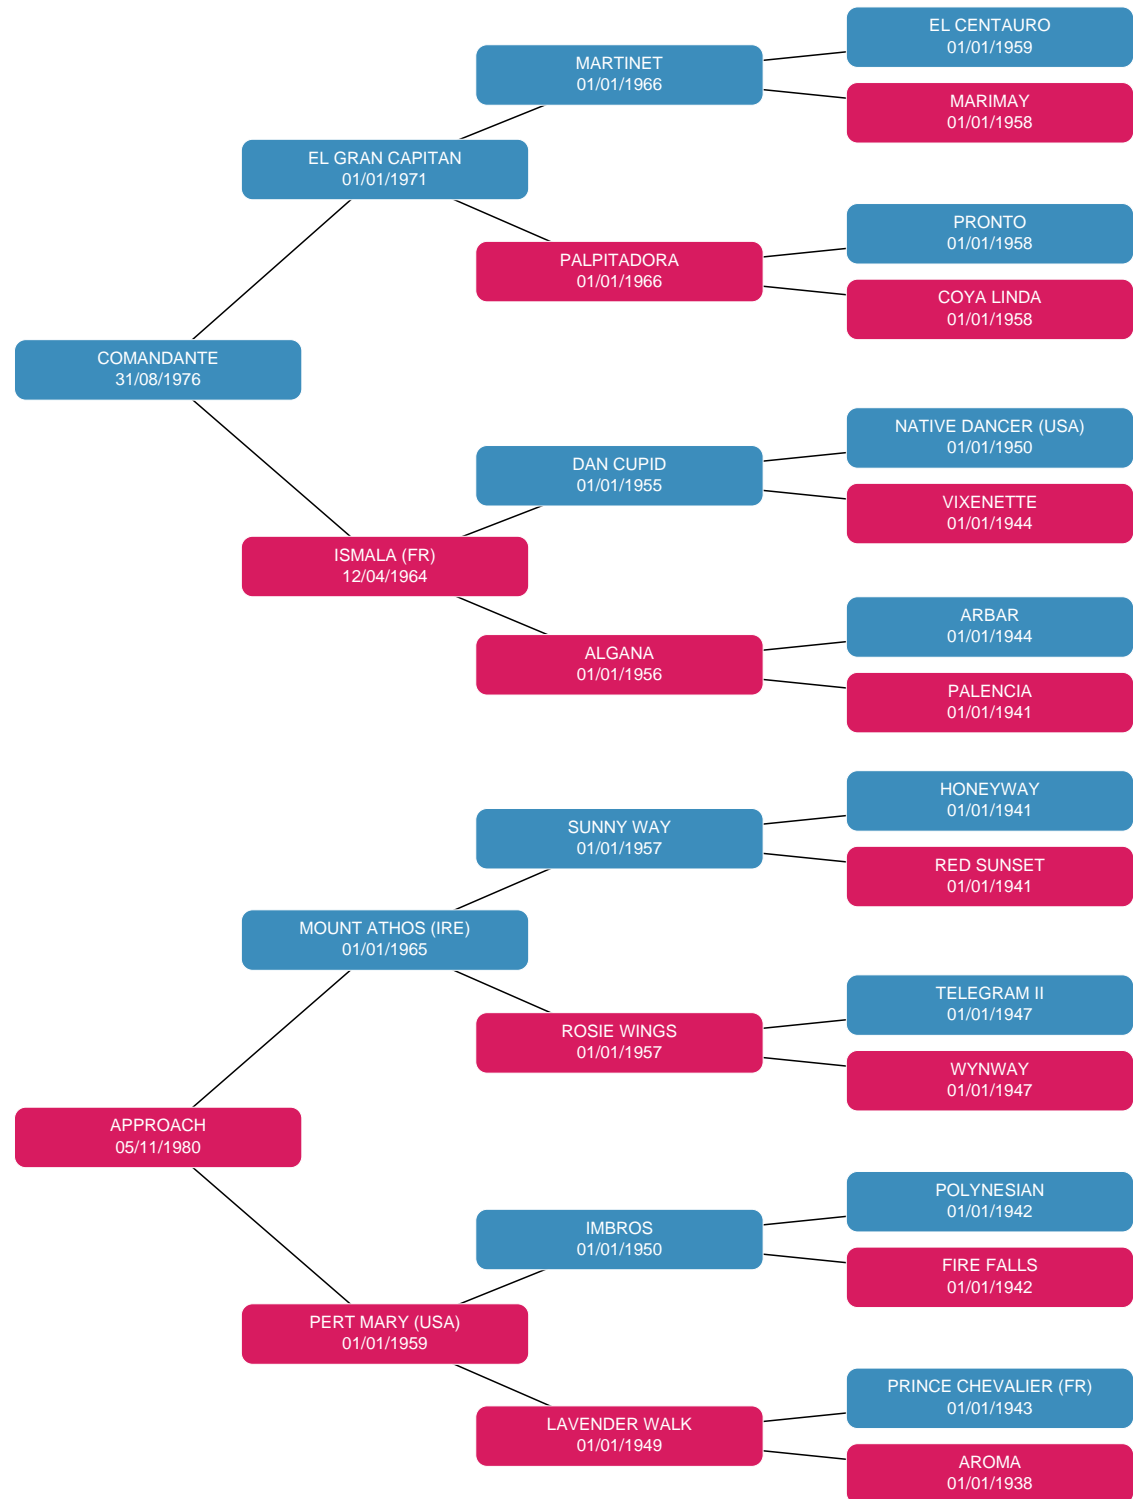 EL CENTAURO
01/01/1959
MARTINET
01/01/1966
MARIMAY
01/01/1958
EL GRAN CAPITAN
01/01/1971
PRONTO
01/01/1958
PALPITADORA
01/01/1966
COYA LINDA
01/01/1958
COMANDANTE
31/08/1976
NATIVE DANCER (USA)
01/01/1950
DAN CUPID
01/01/1955
VIXENETTE
01/01/1944
ISMALA (FR)
12/04/1964
ARBAR
01/01/1944
ALGANA
01/01/1956
PALENCIA
01/01/1941
HONEYWAY
01/01/1941
SUNNY WAY
01/01/1957
RED SUNSET
01/01/1941
MOUNT ATHOS (IRE)
01/01/1965
TELEGRAM II
01/01/1947
ROSIE WINGS
01/01/1957
WYNWAY
01/01/1947
APPROACH
05/11/1980
POLYNESIAN
01/01/1942
IMBROS
01/01/1950
FIRE FALLS
01/01/1942
PERT MARY (USA)
01/01/1959
PRINCE CHEVALIER (FR)
01/01/1943
LAVENDER WALK
01/01/1949
AROMA
01/01/1938